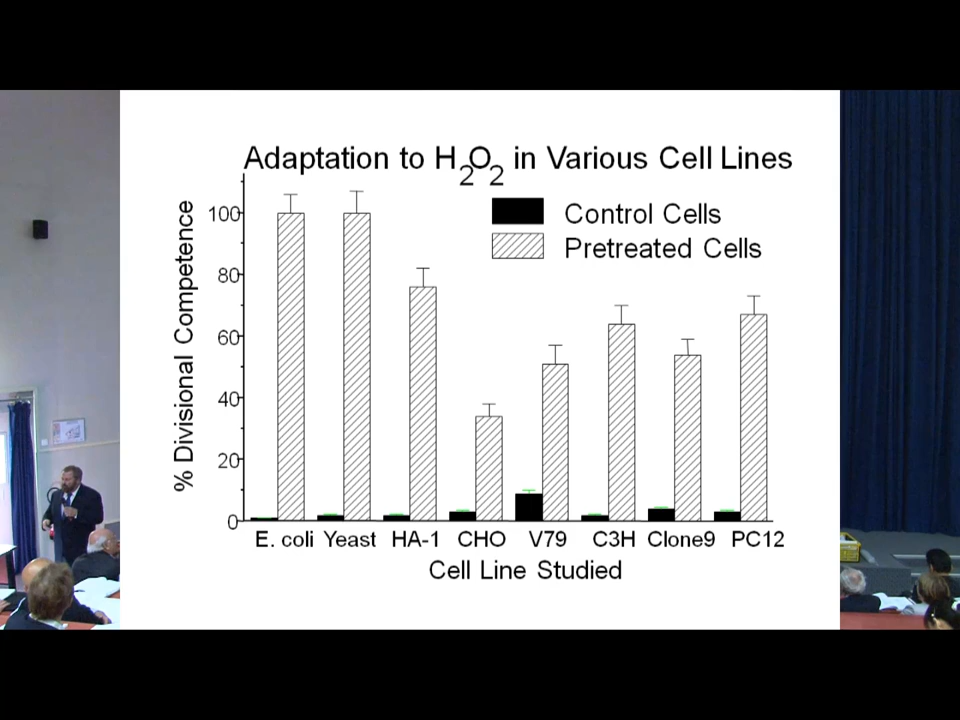 Adaptation to H2O2 in Various Cell Lines
Control Cells
Pretreated Cells
% Divisional Competence
100
80
60
40
20
0
E. coli Yeast HA-1 CHO V79 C3H Clone9 PC12
Cell Line Studied